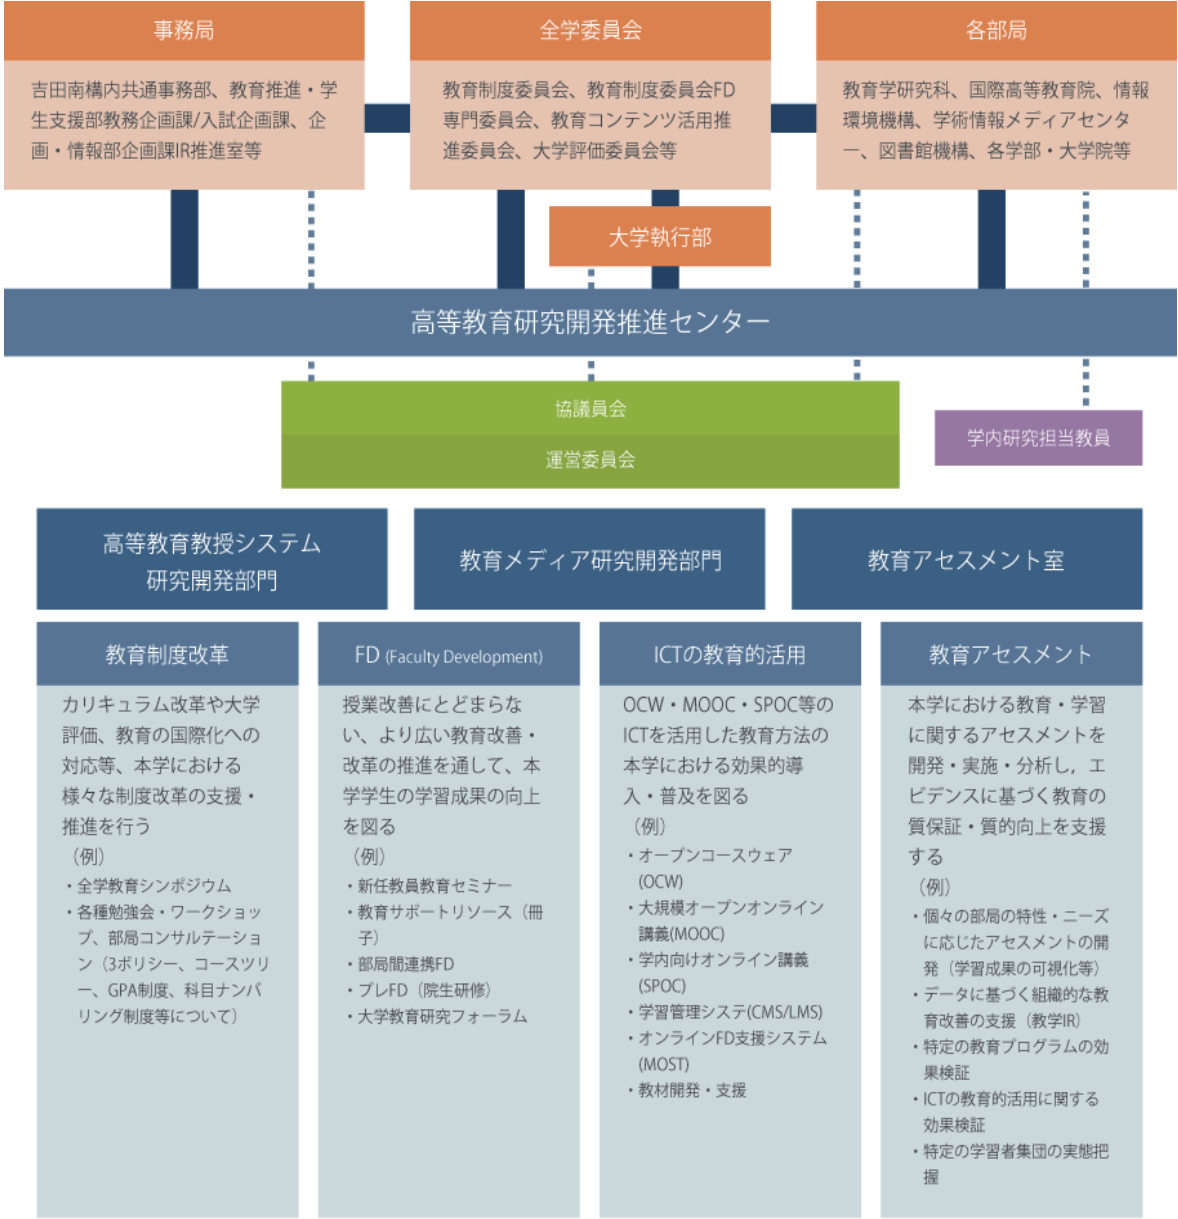 事務局
吉田南構内共通事務部、教育推進・学
生支援部教務企画課/入試企画課、企
画・情報部企画課IR推進室等
全学委員会
教育制度委員会、教育制度委員会FD
専門委員会、教育コンテンツ活用推
進委員会、大学評価委員会等
各部局
教育学研究科、国際高等教育院、情報
環境機構、学術情報メディアセンタ
ー、図書館機構、各学部・大学院等
大学執行部
高等教育研究開発推進センター
協議員会
運営委員会
学内研究担当教員
高等教育教授システム
研究開発部門
教育メディア研究開発部門
教育アセスメント室
教育制度改革
カリキュラム改革や大学
評価、教育の国際化への
対応等、本学における
様々な制度改革の支援・
推進を行う
（例）
・全学教育シンポジウム
・各種勉強会・ワークショッ
プ、部局コンサルテーショ
ン（3ポリシー、コースツリ
ー、GPA制度、科目ナンバ
リング制度等について）
FD (Faculty Development)
授業改善にとどまらな
い、より広い教育改善・
改革の推進を通して、本
学学生の学習成果の向上
を図る
（例）
・新任教員教育セミナー
・教育サポートリソース（冊
子）
・部局間連携FD
・プレFD（院生研修）
・大学教育研究フォーラム
ICTの教育的活用
OCW・MOOC・SPOC等の
ICTを活用した教育方法の
本学における効果的導
入・普及を図る
（例）
・オープンコースウェア
(OCW)
・大規模オープンオンライン
講義(MOOC)
・学内向けオンライン講義
(SPOC)
・学習管理システ(CMS/LMS)
・オンラインFD支援システム
(MOST)
・教材開発・支援
教育アセスメント
本学における教育・学習
に関するアセスメントを
開発・実施・分析し，エ
ビデンスに基づく教育の
質保証・質的向上を支援
する
（例）
・個々の部局の特性・ニーズ
に応じたアセスメントの開
発（学習成果の可視化等）
・データに基づく組織的な教
育改善の支援（教学IR）
・特定の教育プログラムの効
果検証
・ICTの教育的活用に関する
効果検証
・特定の学習者集団の実態把
握